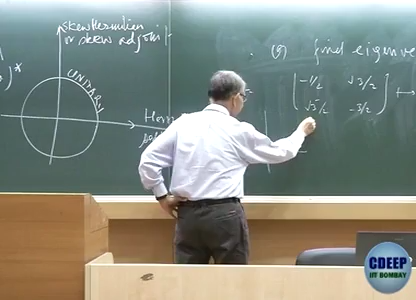 skewHermitian
or skew adjoint
)*
UNITARY
Herm
(9) find eigenve
-1/2 √3/2
√3/2 -3/2
CDEEP
IIT BOMBAY